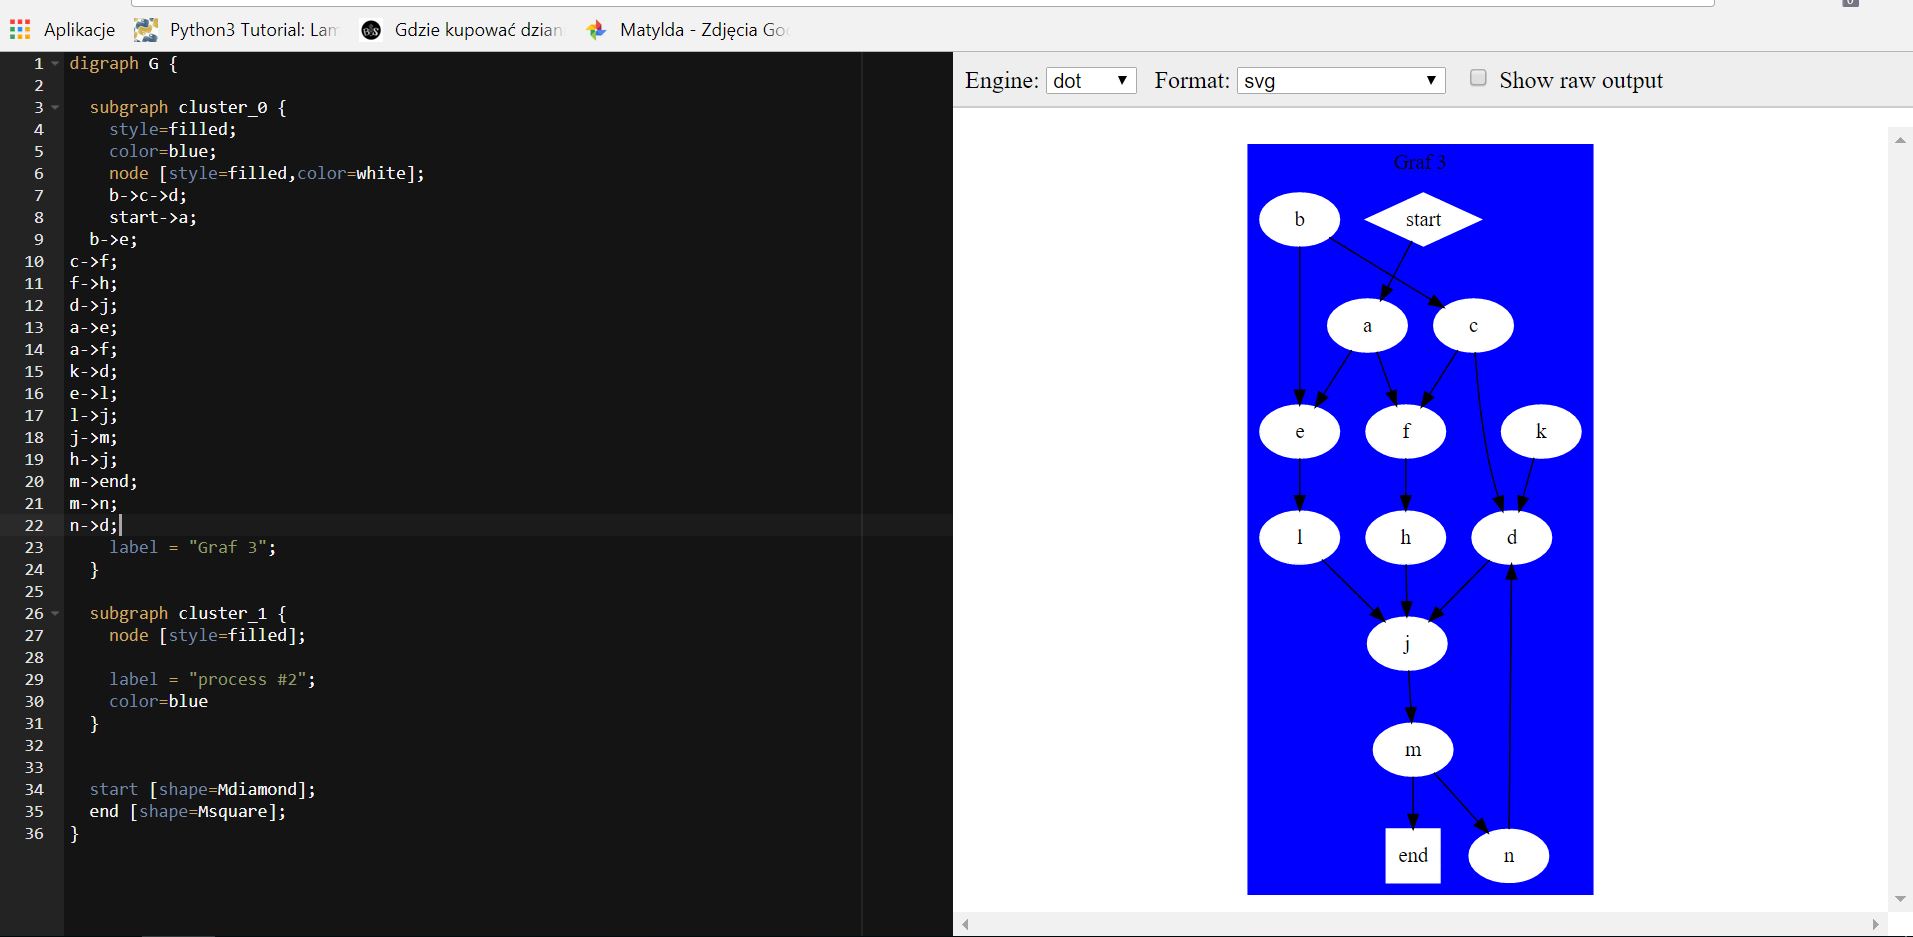 Aplikacje Python3 Tutorial: Lam Gdzie kupować dzian Matylda - Zdjęcia Goo
1 digraph G {
2
3 subgraph cluster_0 {
4 style=filled;
5 color=blue;
6 node [style=filled,color=white];
7 b->c->d;
8 start->a;
9 b->e;
10 c->f;
11 f->h;
12 d->j;
13 a->e;
14 a->f;
15 k->d;
16 e->l;
17 l->j;
18 j->m;
19 h->j;
20 m->end;
21 m->n;
22 n->d;
23 label = "Graf 3";
24 }
25
26 subgraph cluster_1 {
27 node [style=filled];
28
29 label = "process #2";
30 color=blue
31 }
32
33
34 start [shape=Mdiamond];
35 end [shape=Msquare];
36 }
Engine: dot Format: svg Show raw output
Graf 3
b start
a c
e f k
l h d
j
m
end n